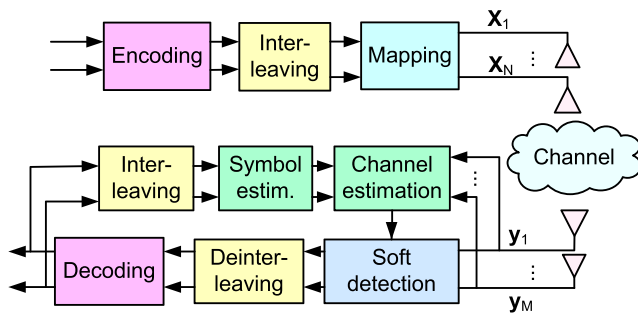 Encoding
Inter-
leaving
Mapping
X1
⋮
XN
Channel
Inter-
leaving
Symbol
estim.
Channel
estimation
⋮
Decoding
Deinter-
leaving
Soft
detection
y1
⋮
yM